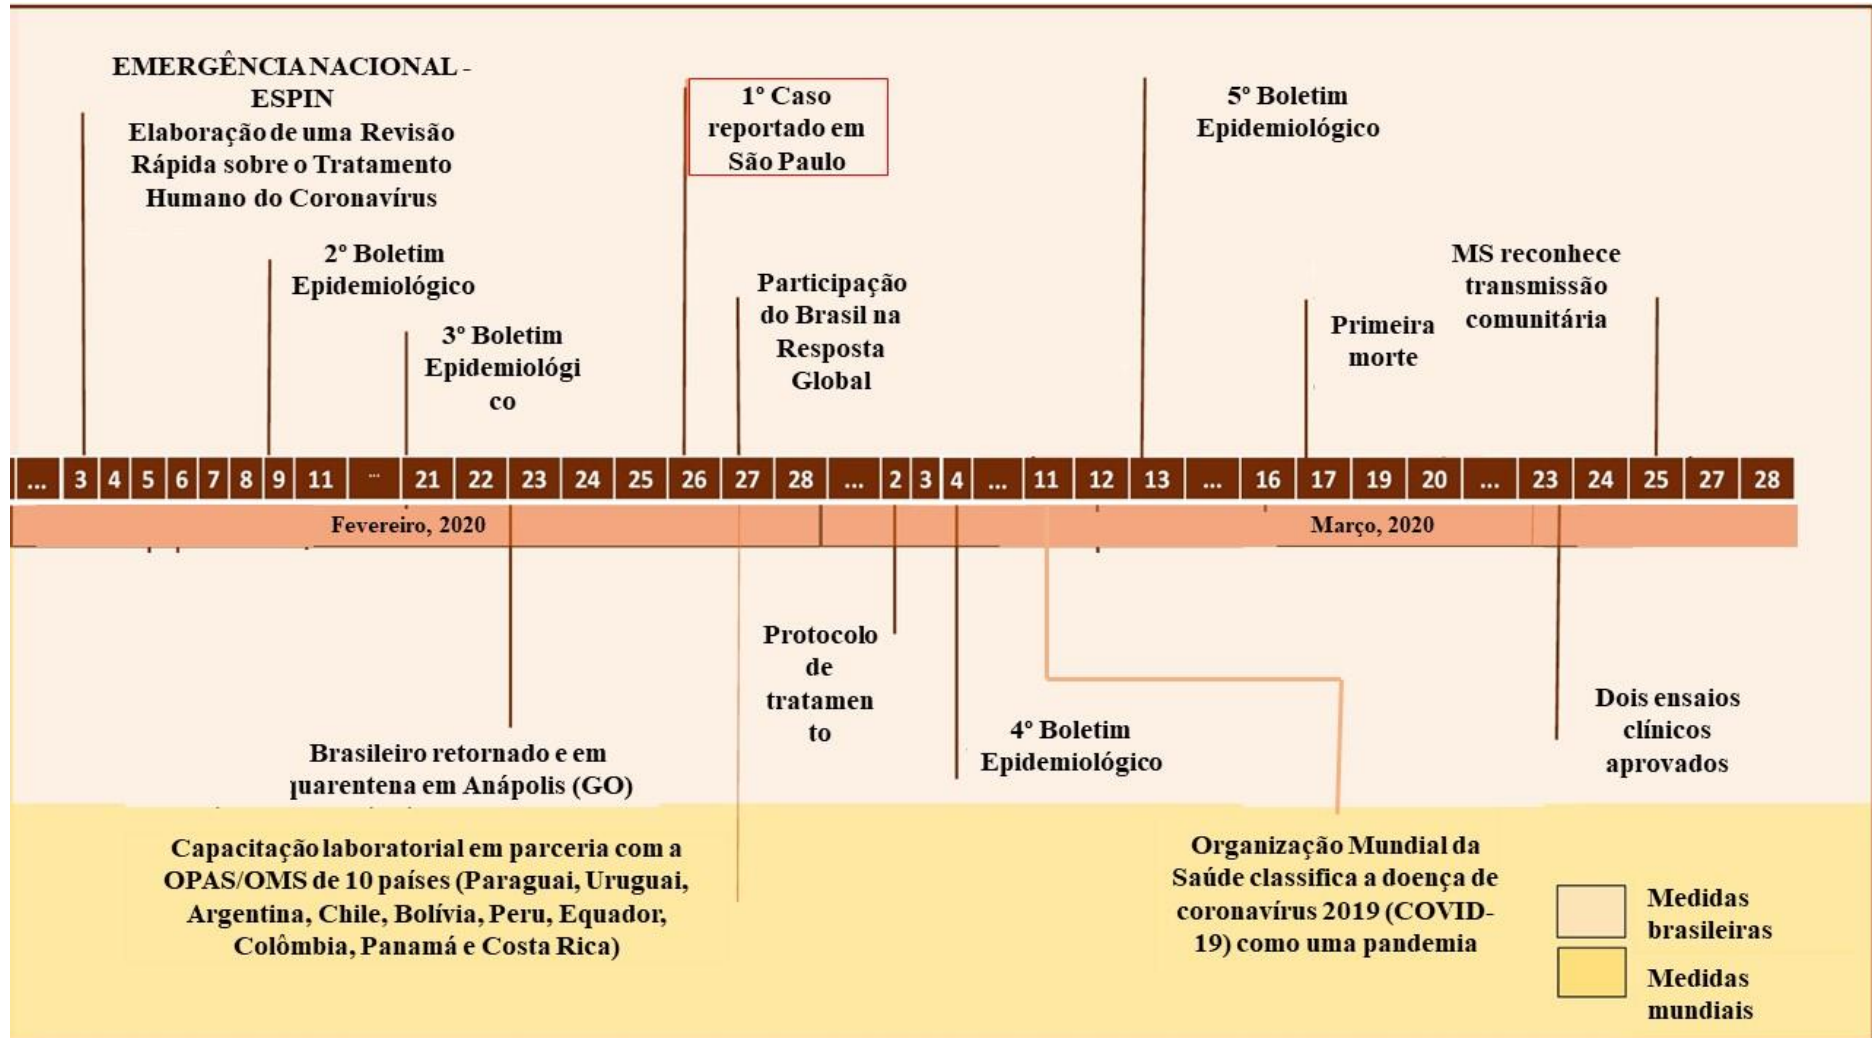 EMERGÊNCIA NACIONAL -
ESPIN
Elaboração de uma Revisão
Rápida sobre o Tratamento
Humano do Coronavírus
1º Caso
reportado em
São Paulo
5º Boletim
Epidemiológico
2º Boletim
Epidemiológico
3º Boletim
Epidemiológi
co
Participação
do Brasil na
Resposta
Global
Primeira
morte
MS reconhece
transmissão
comunitária
... 3 4 5 6 7 8 9 11 ... 21 22 23 24 25 26 27 28 ... 2 3 4 ... 11 12 13 ... 16 17 19 20 ... 23 24 25 27 28
Fevereiro, 2020
Março, 2020
Brasileiro retornado e em
quarentena em Anápolis (GO)
Protocolo
de
tratamen
to
4º Boletim
Epidemiológico
Dois ensaios
clínicos
aprovados
Capacitação laboratorial em parceria com a
OPAS/OMS de 10 países (Paraguai, Uruguai,
Argentina, Chile, Bolívia, Peru, Equador,
Colômbia, Panamá e Costa Rica)
Organização Mundial da
Saúde classifica a doença de
coronavírus 2019 (COVID-
19) como uma pandemia
Medidas
brasileiras
Medidas
mundiais